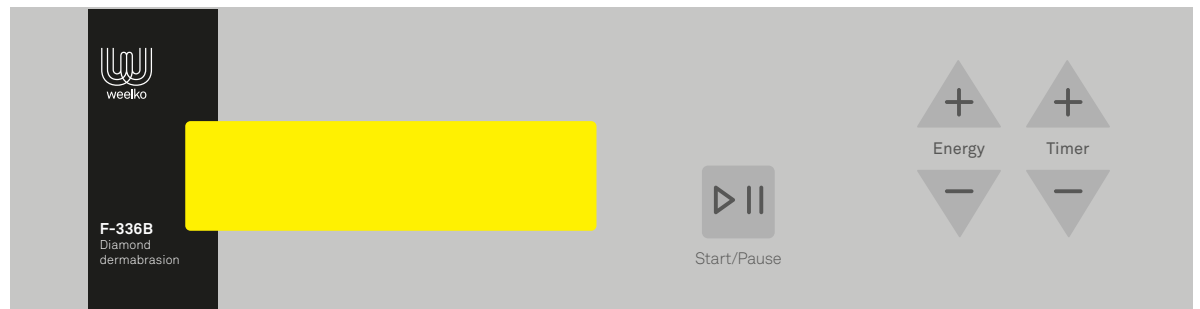 weelko
F-336B
Diamond
dermabrasion
Start/Pause
Energy
Timer